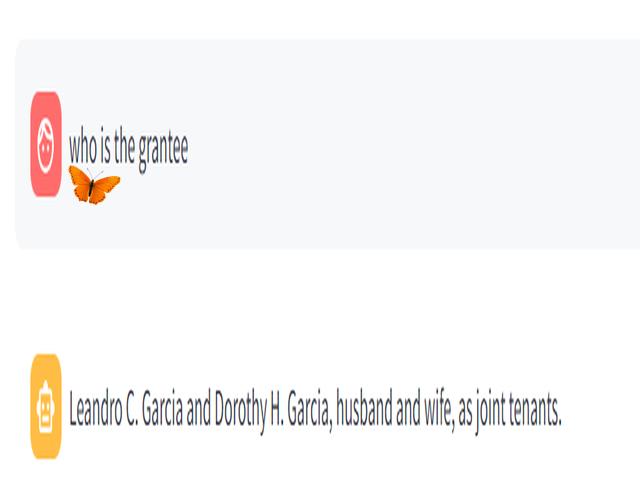 who is the grantee
Leandro C. Garcia and Dorothy H. Garcia, husband and wife, as joint tenants.